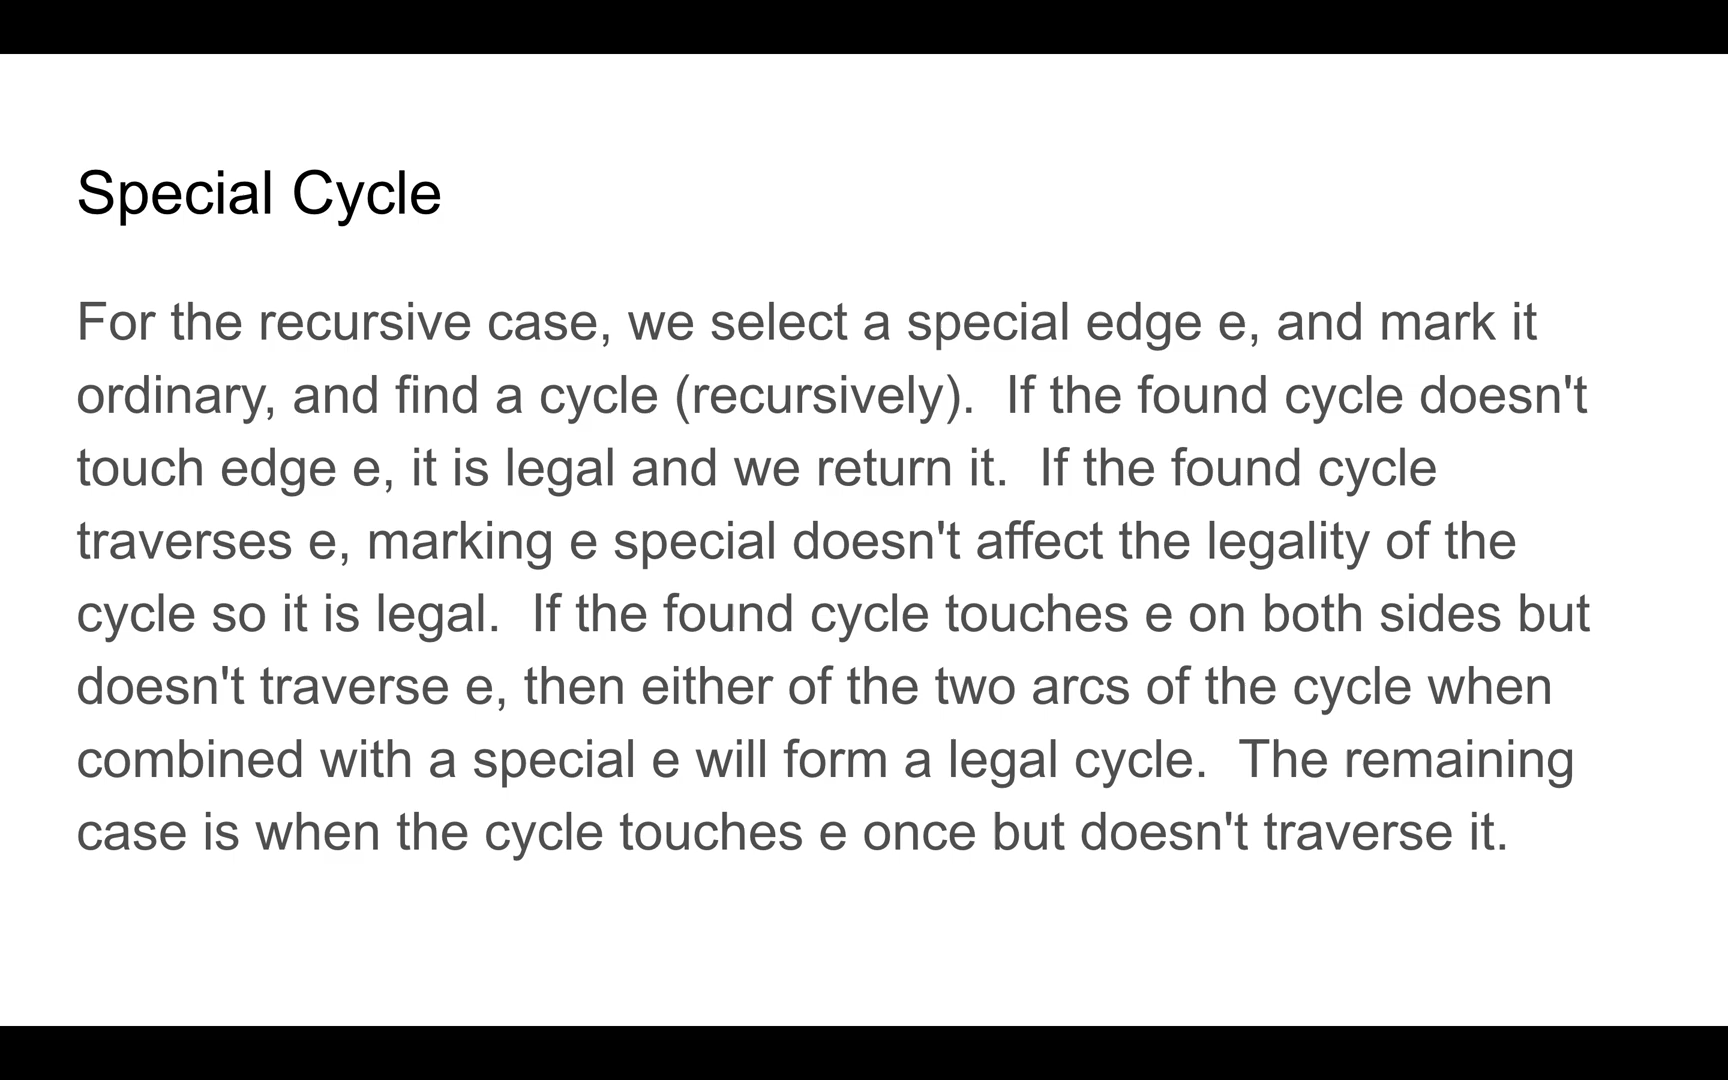 Special Cycle
For the recursive case, we select a special edge e, and mark it
ordinary, and find a cycle (recursively).  If the found cycle doesn't
touch edge e, it is legal and we return it.  If the found cycle
traverses e, marking e special doesn't affect the legality of the
cycle so it is legal.  If the found cycle touches e on both sides but
doesn't traverse e, then either of the two arcs of the cycle when
combined with a special e will form a legal cycle.  The remaining
case is when the cycle touches e once but doesn't traverse it.